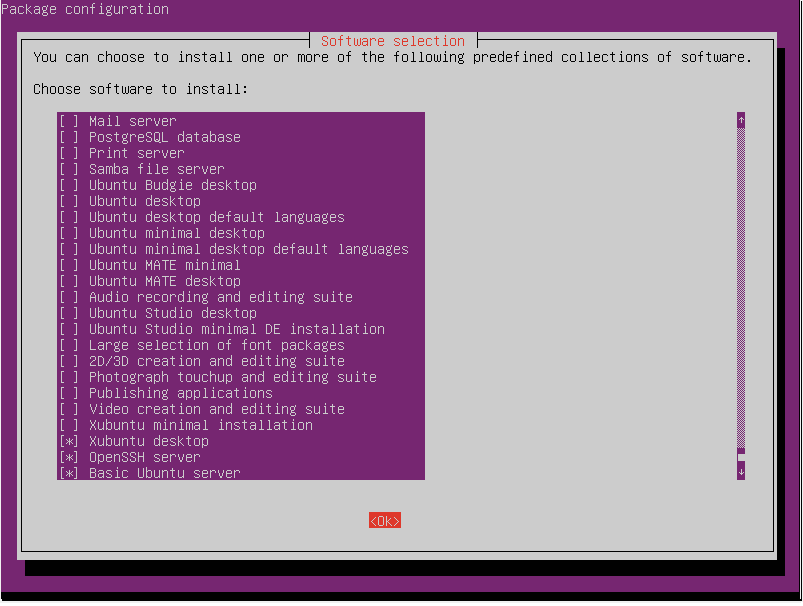 Package configuration
Software selection
You can choose to install one or more of the following predefined collections of software.
Choose software to install:
[ ] Mail server
[ ] PostgreSQL database
[ ] Print server
[ ] Samba file server
[ ] Ubuntu Budgie desktop
[ ] Ubuntu desktop
[ ] Ubuntu desktop default languages
[ ] Ubuntu minimal desktop
[ ] Ubuntu minimal desktop default languages
[ ] Ubuntu MATE minimal
[ ] Ubuntu MATE desktop
[ ] Audio recording and editing suite
[ ] Ubuntu Studio desktop
[ ] Ubuntu Studio minimal DE installation
[ ] Large selection of font packages
[ ] 2D/3D creation and editing suite
[ ] Photograph touchup and editing suite
[ ] Publishing applications
[ ] Video creation and editing suite
[ ] Xubuntu minimal installation
[*] Xubuntu desktop
[*] OpenSSH server
[*] Basic Ubuntu server
<Ok>